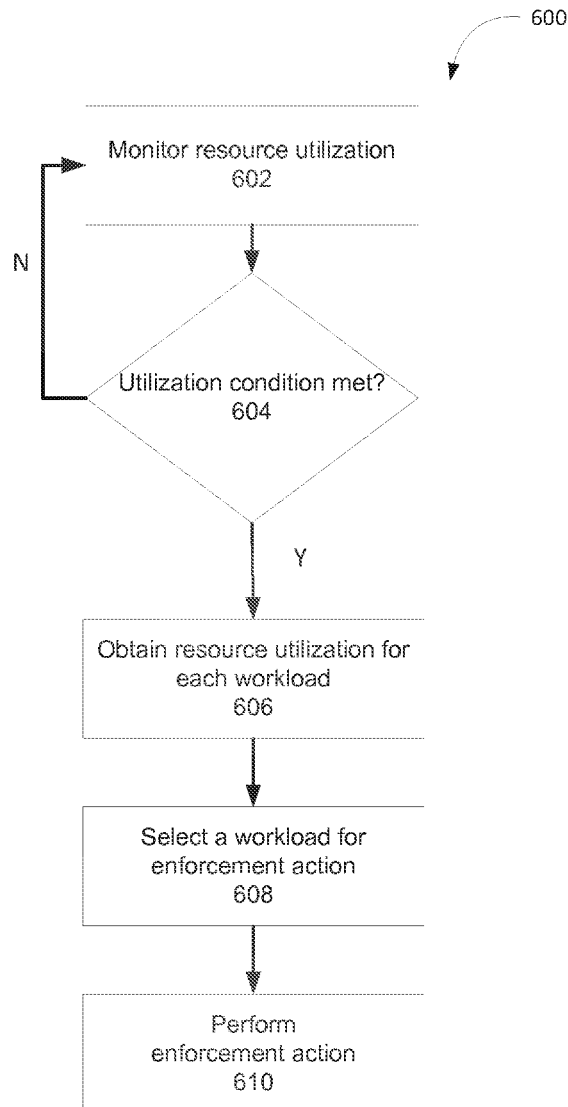 600
Monitor resource utilization
602
N
Utilization condition met?
604
Y
Obtain resource utilization for
each workload
606
Select a workload for
enforcement action
608
Perform
enforcement action
610